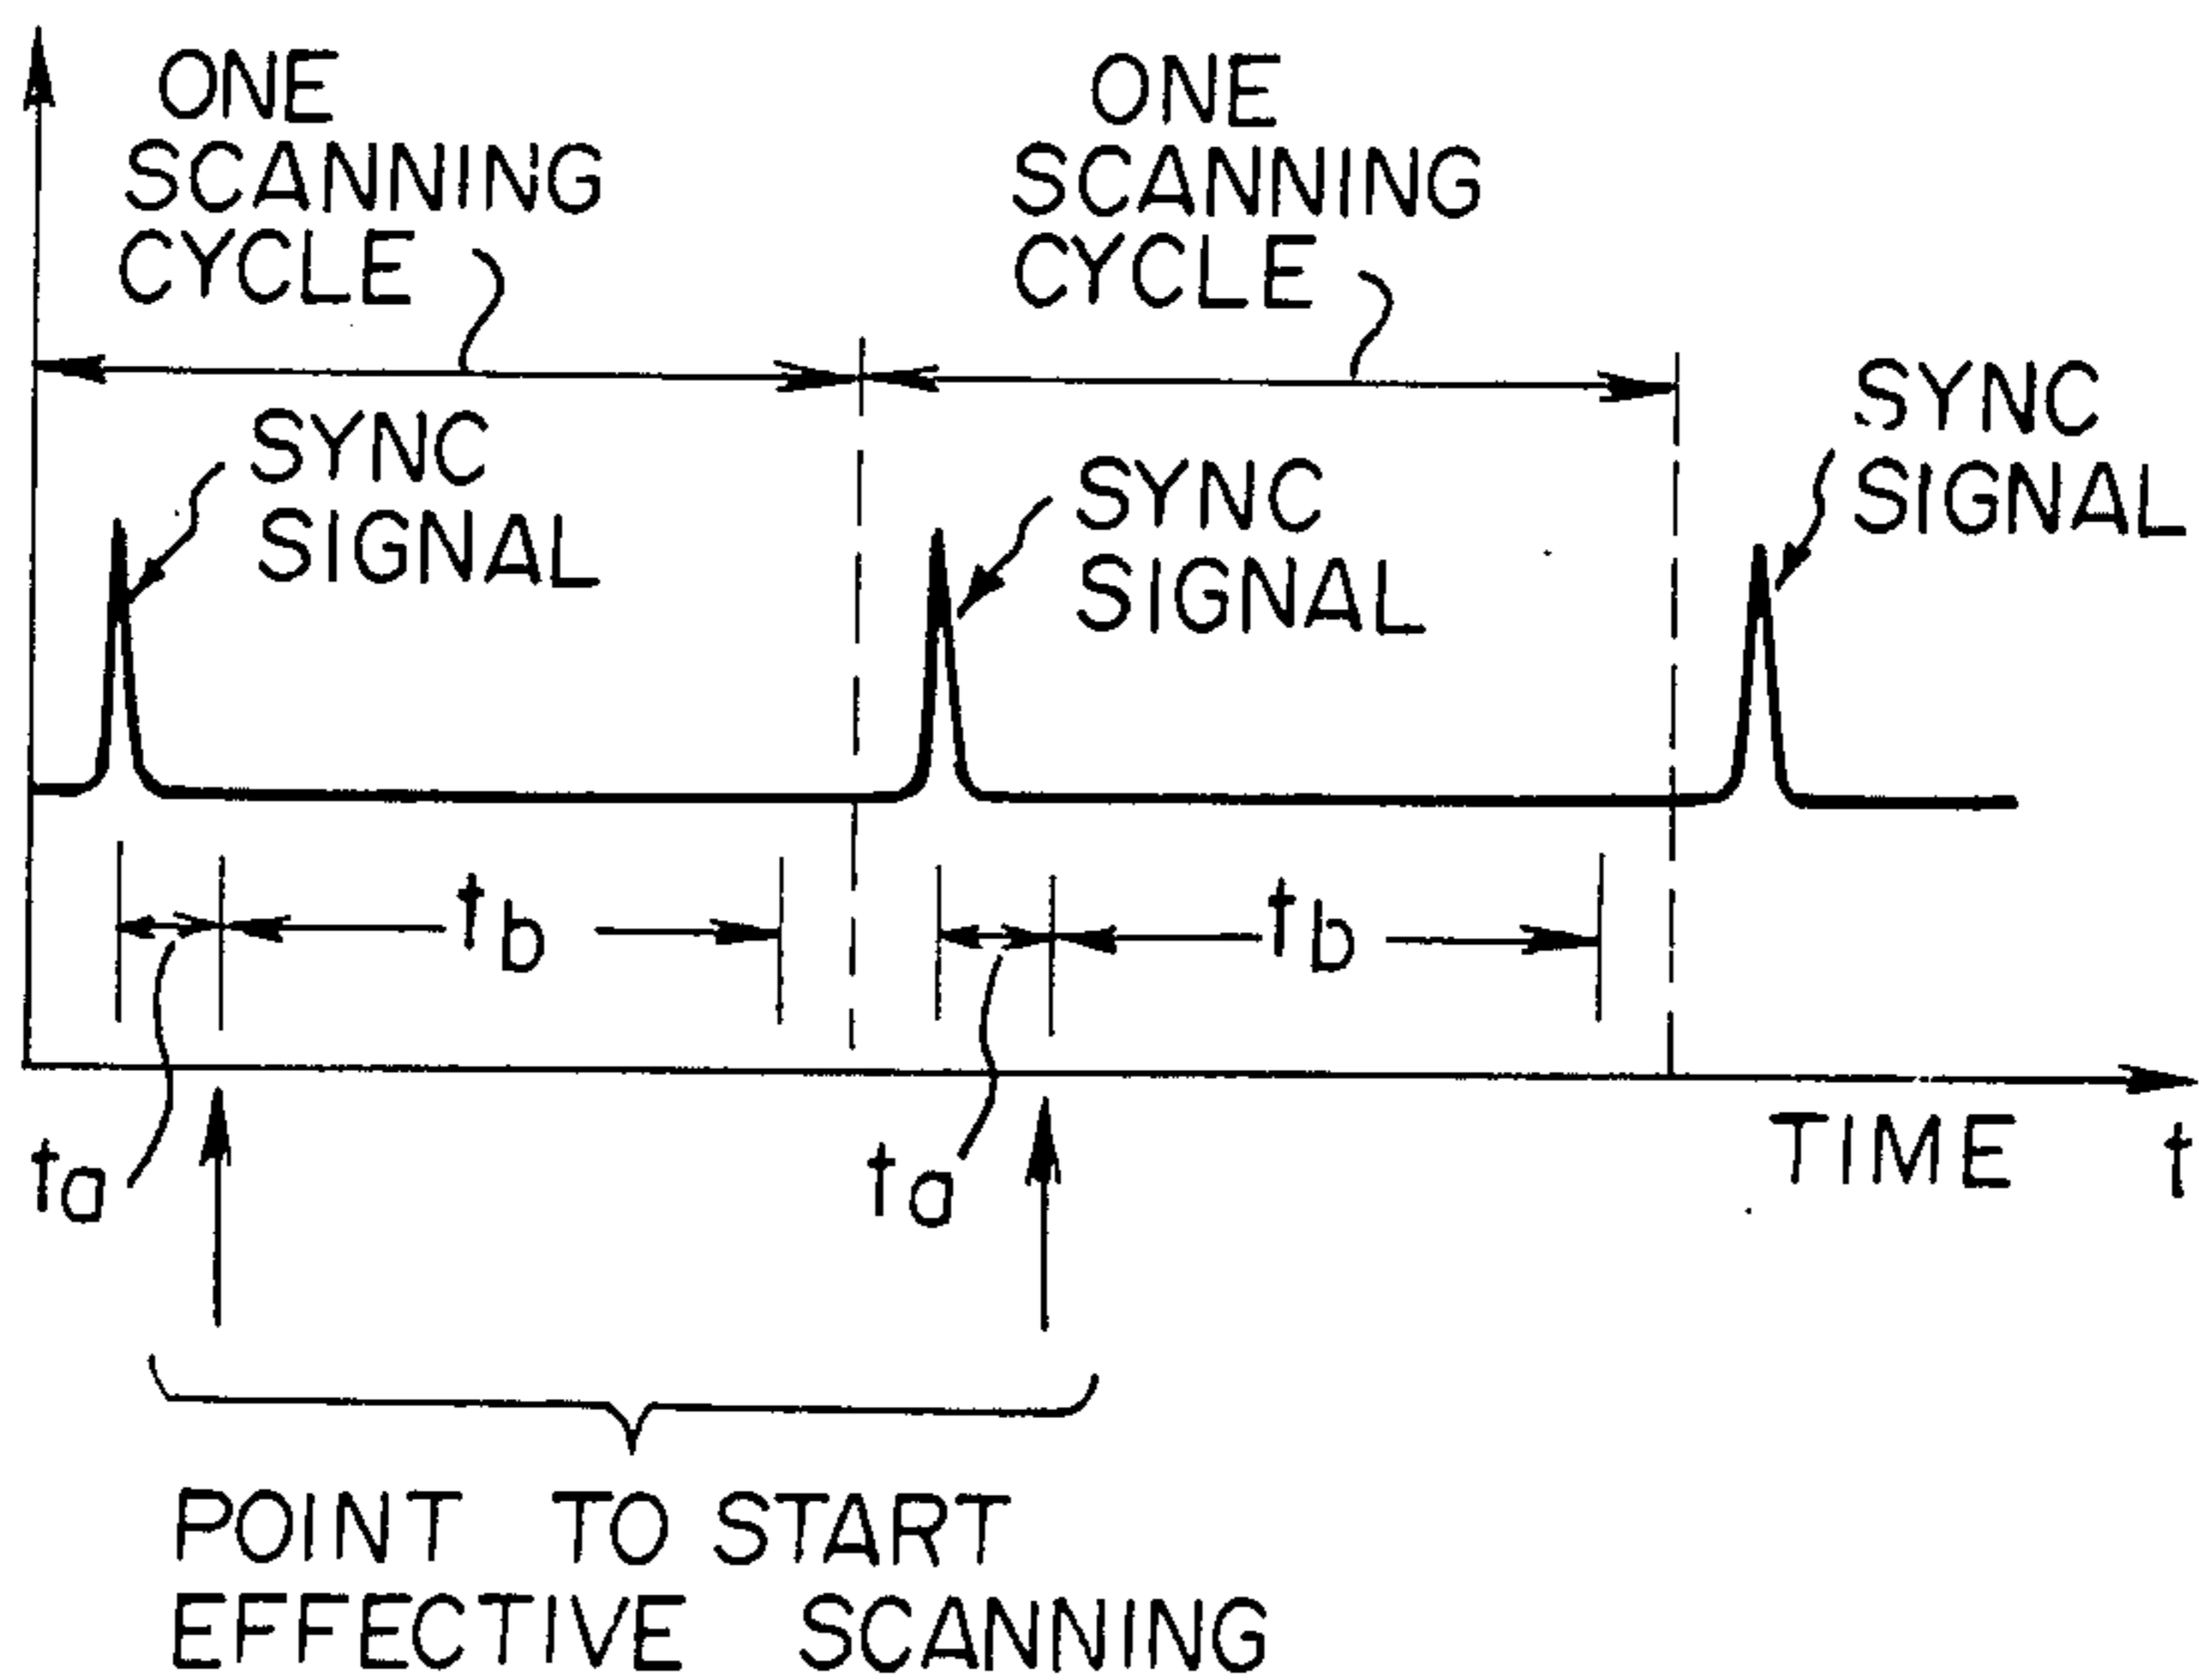 ONE
SCANNING
CYCLE
ONE
SCANNING
CYCLE
SYNC
SIGNAL
SYNC
SIGNAL
SYNC
SIGNAL
tb
tb
ta
ta
TIME t
POINT TO START
EFFECTIVE SCANNING